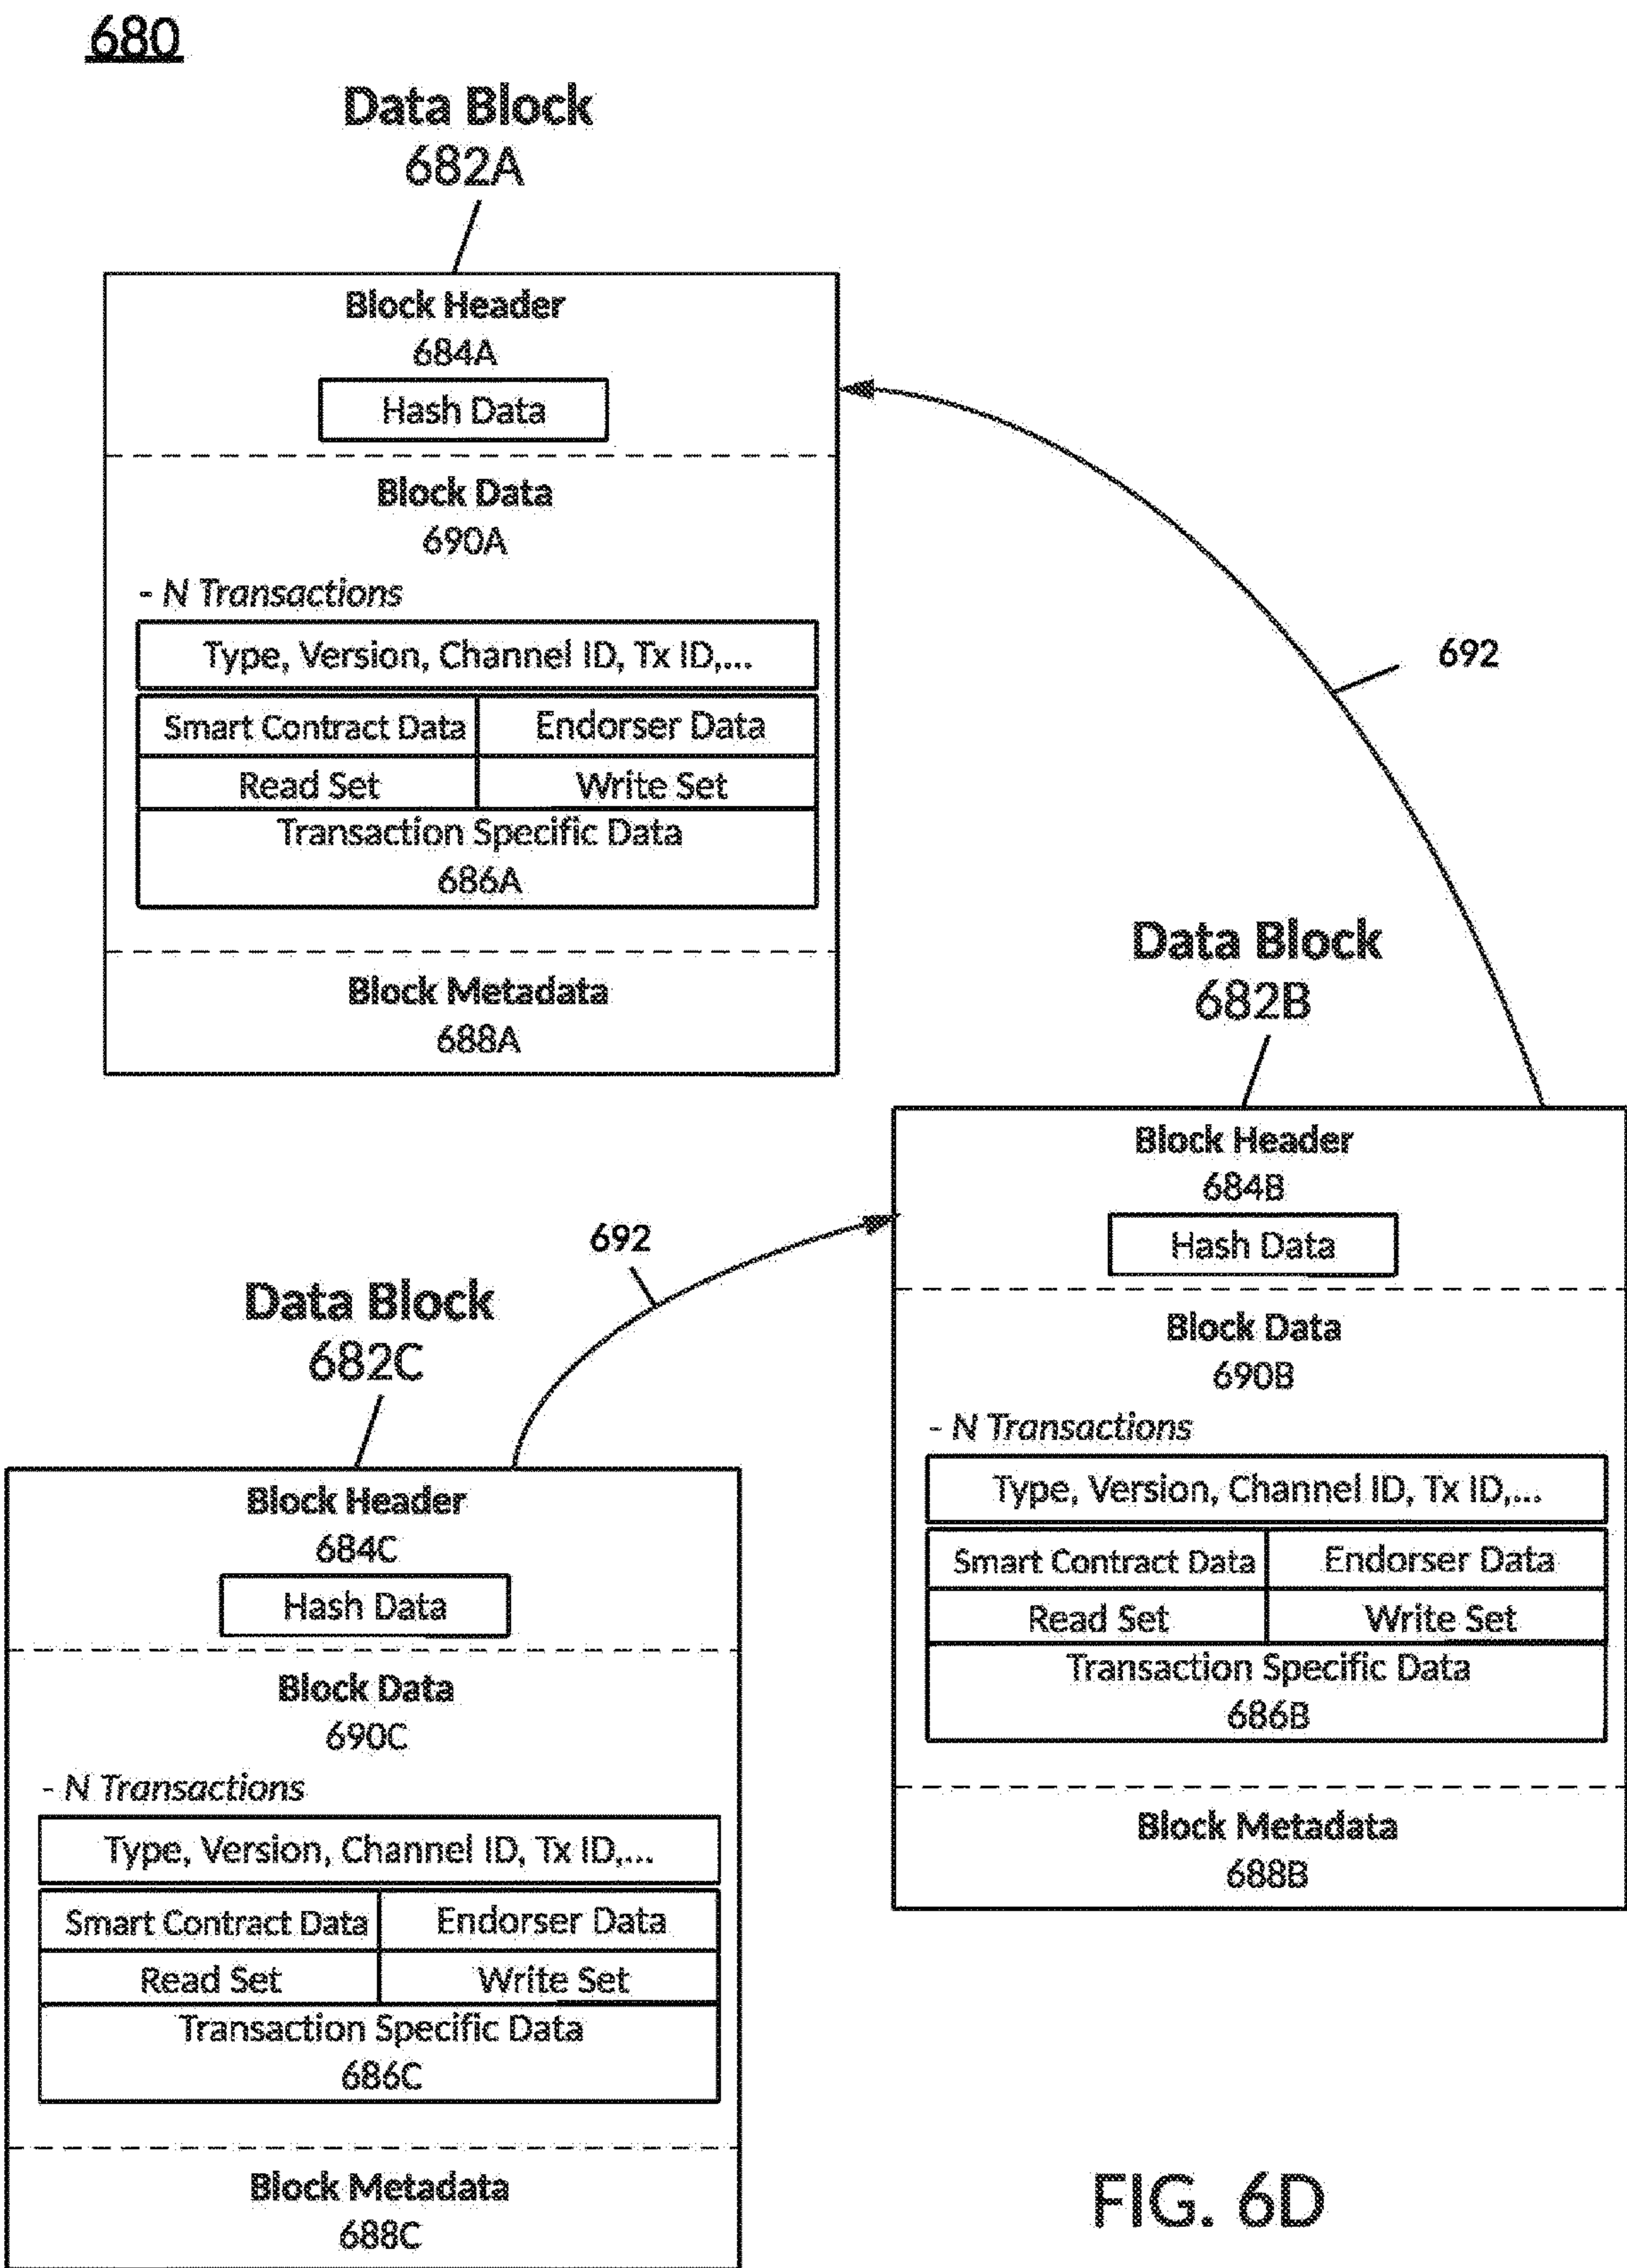 680
Data Block
682A
Block Header
684A
Hash Data
Block Data
690A
- N Transactions
Type, Version, Channel ID, Tx ID,...
Smart Contract Data Endorser Data
Read Set Write Set
Transaction Specific Data
686A
Block Metadata
688A
692
Data Block
682B
Block Header
684B
Hash Data
Block Data
690B
- N Transactions
Type, Version, Channel ID, Tx ID,...
Smart Contract Data Endorser Data
Read Set Write Set
Transaction Specific Data
686B
Block Metadata
688B
692
Data Block
682C
Block Header
684C
Hash Data
Block Data
690C
- N Transactions
Type, Version, Channel ID, Tx ID,...
Smart Contract Data Endorser Data
Read Set Write Set
Transaction Specific Data
686C
Block Metadata
688C
FIG. 6D